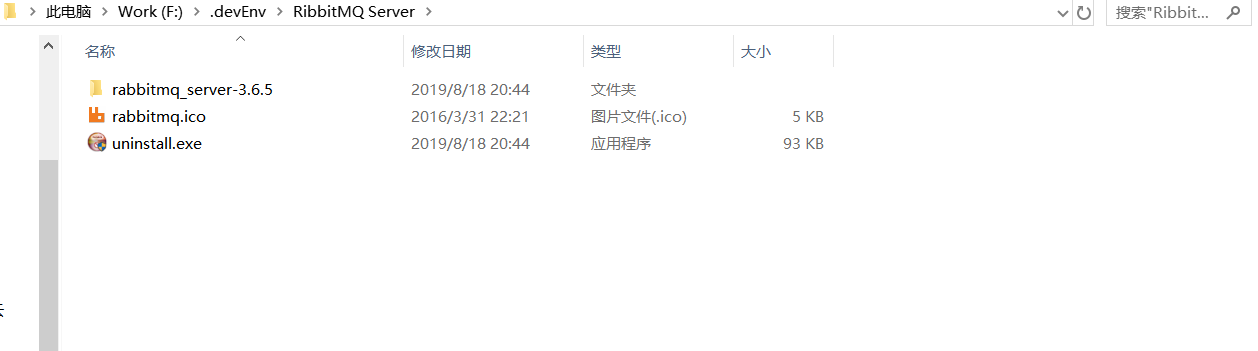 此电脑 > Work (F:) > .devEnv > RibbitMQ Server >
搜索"Ribbit...
名称 修改日期 类型 大小
rabbitmq_server-3.6.5 2019/8/18 20:44 文件夹
rabbitmq.ico 2016/3/31 22:21 图片文件(.ico) 5 KB
uninstall.exe 2019/8/18 20:44 应用程序 93 KB